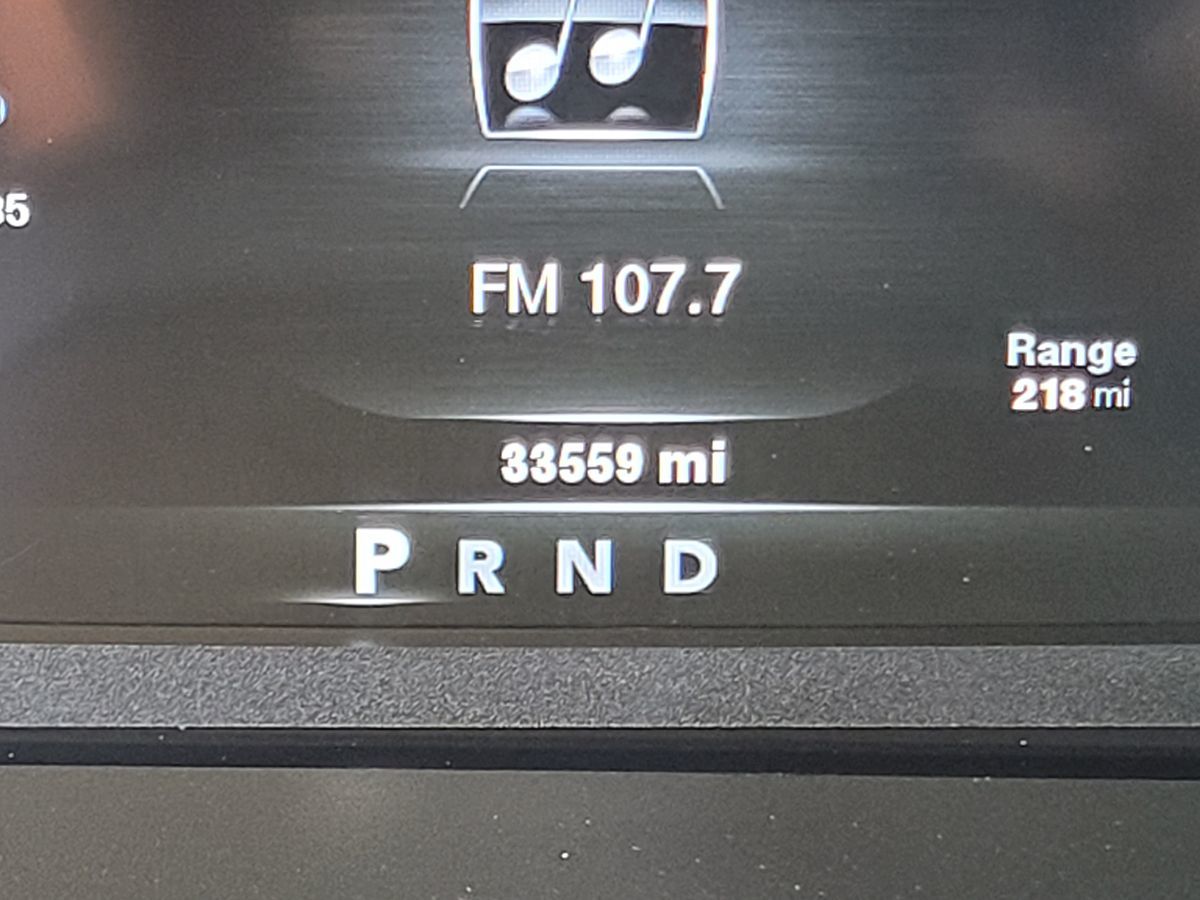 FM 107.7
Range
218 mi
33559 mi
P R N D